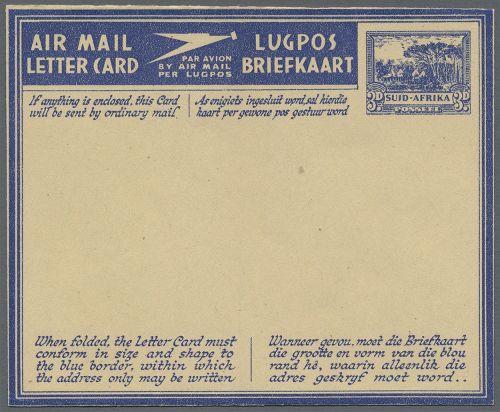 AIR MAIL
LETTER CARD
PAR AVION
BY AIR MAIL
PER LUGPOS
LUGPOS
BRIEFKAART
If anything is enclosed, this Card
will be sent by ordinary mail
As enigiets ingesluit word, sal hierdie
kaart per gewone pos gestuur word
3D SUID-AFRIKA 3D
When folded, the Letter Card must
conform in size and shape to
the blue border, within which
the address only may be written
Wanneer gevou, moet die Briefkaart
die grootte en vorm van die blou
rand hê, waarin alleenlik die
adres geskryf moet word..